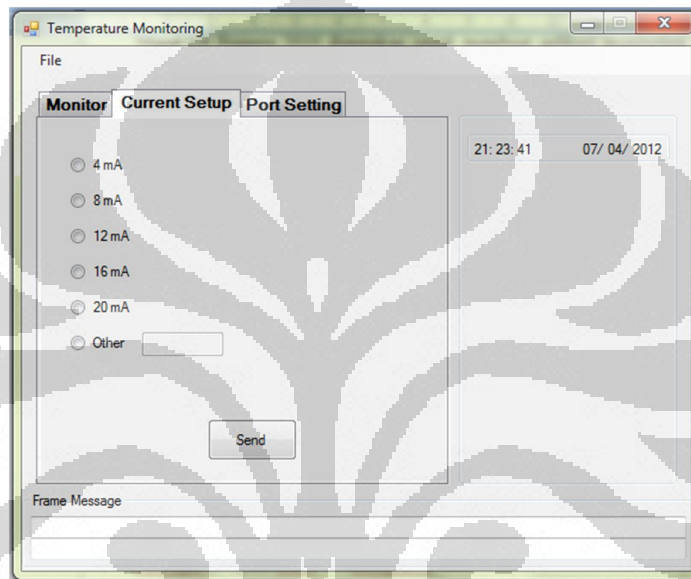 Temperature Monitoring
File
Monitor Current Setup Port Setting
21: 23: 41 07/ 04/ 2012
4 mA
8 mA
12 mA
16 mA
20 mA
Other
Send
Frame Message